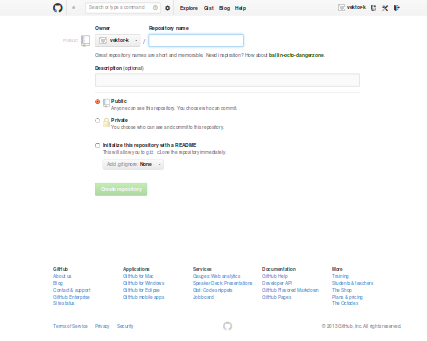 Search or type a command
Explore Gist Blog Help
vektor-k
Owner Repository name
PUBLIC vektor-k /
Great repository names are short and memorable. Need inspiration? How about ballin-octo-dangerzone.
Description (optional)
Public
Anyone can see this repository. You choose who can commit.
Private
You choose who can see and commit to this repository.
Initialize this repository with a README
This will allow you to git clone the repository immediately.
Add .gitignore: None
Create repository
GitHub Applications Services Documentation More
About us GitHub for Mac Gauges: Web analytics GitHub Help Training
Blog GitHub for Windows Speaker Deck: Presentations Developer API Students & teachers
Contact & support GitHub for Eclipse Gist: Code snippets GitHub Flavored Markdown The Shop
GitHub Enterprise GitHub mobile apps Job board GitHub Pages Plans & pricing
Site status The Octodex
Terms of Service Privacy Security © 2013 GitHub, Inc. All rights reserved.